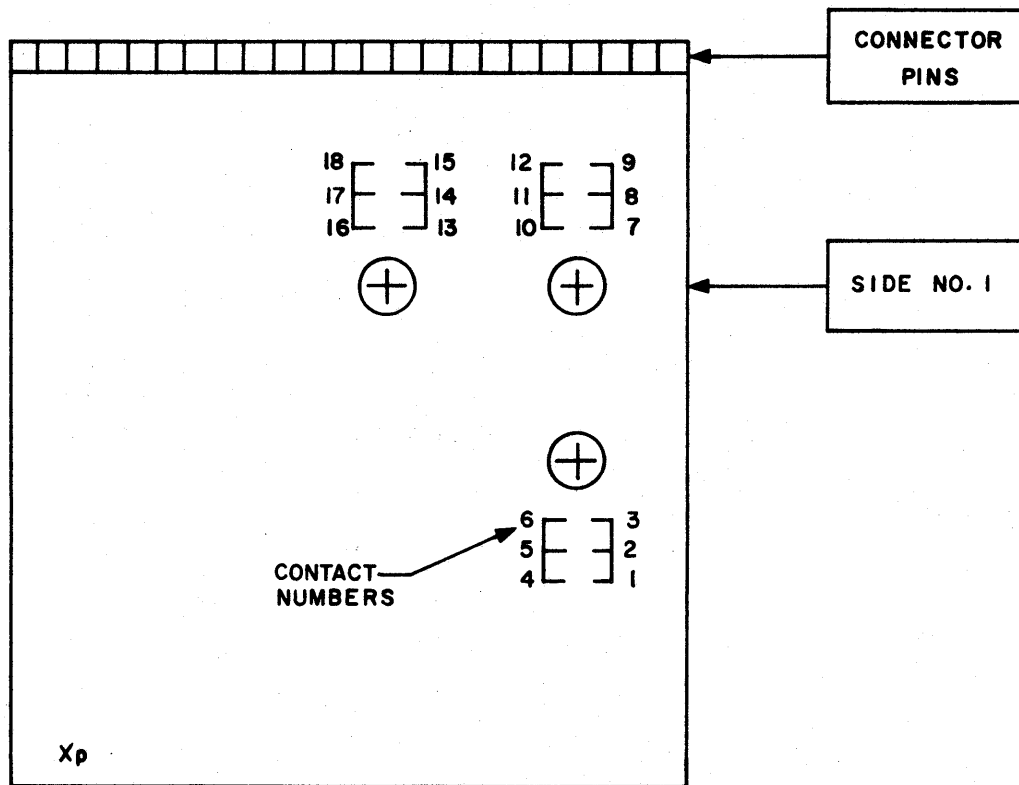 CONNECTOR
PINS
18 15 12 9
17 14 11 8
16 13 10 7
SIDE NO. 1
6 3
5 2
4 1
CONTACT
NUMBERS
Xp